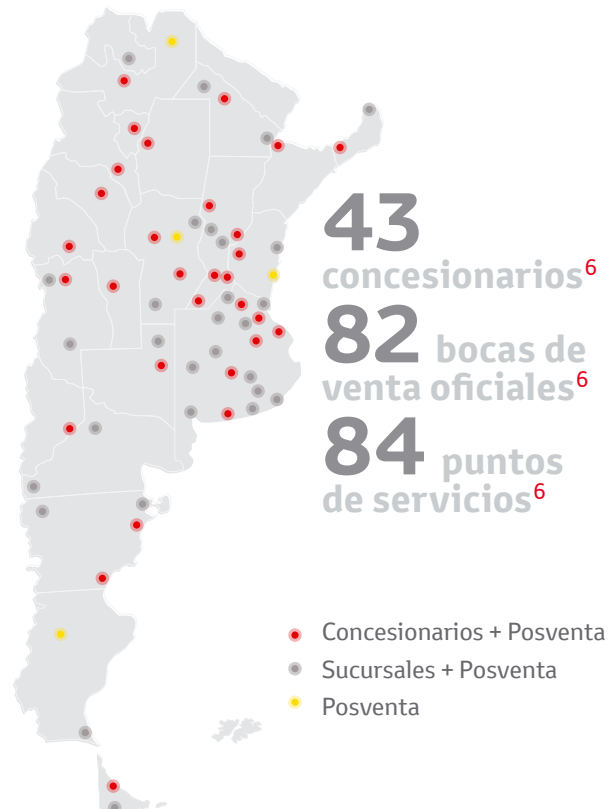 43
concesionarios6
82 bocas de
venta oficiales6
84 puntos
de servicios6
Concesionarios + Posventa
Sucursales + Posventa
Posventa